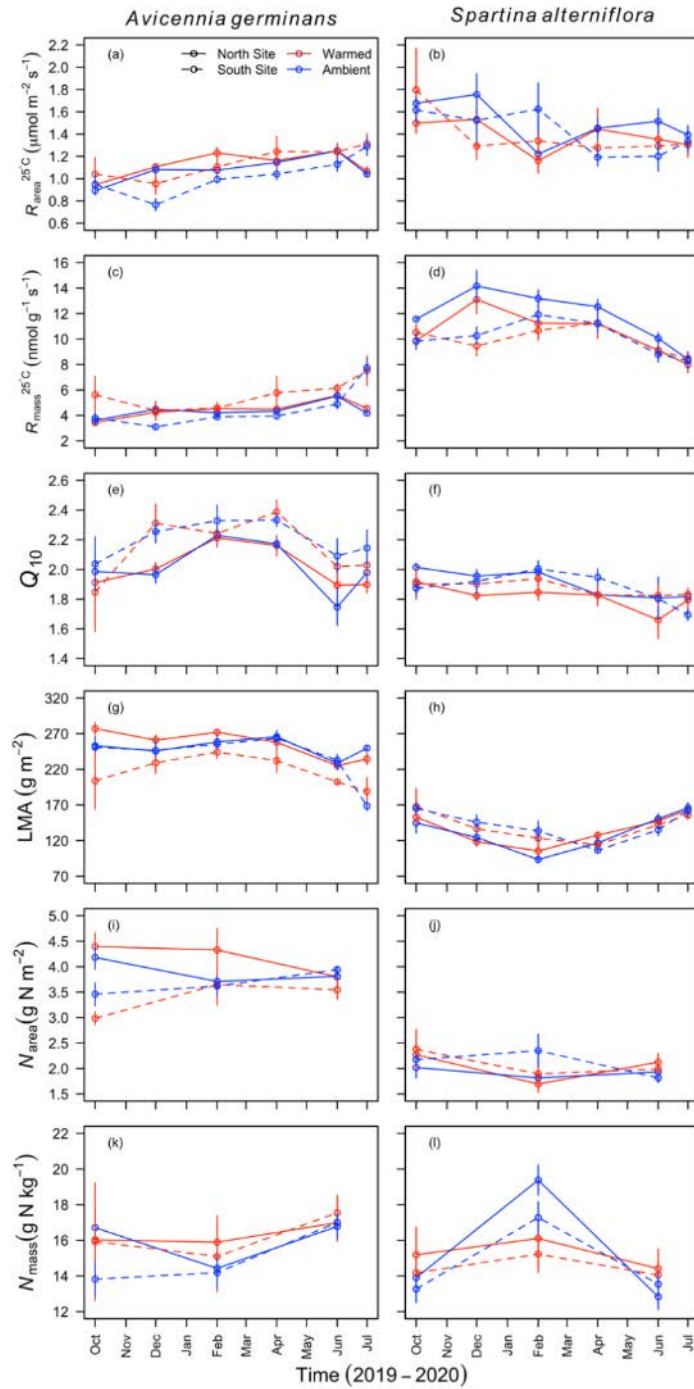 Avicennia germinans Spartina alterniflora
(a) North Site Warmed
South Site Ambient
(b)
R_area^25°C (μmol m−2 s−1)
2.2
2.0
1.8
1.6
1.4
1.2
1.0
0.8
0.6
(c) (d)
R_mass^25°C (nmol g−1 s−1)
16
14
12
10
8
6
4
2
(e) (f)
Q10
2.6
2.4
2.2
2.0
1.8
1.6
1.4
(g) (h)
LMA (g m−2)
320
270
220
170
120
70
(i) (j)
N_area (g N m−2)
5.0
4.5
4.0
3.5
3.0
2.5
2.0
1.5
(k) (l)
N_mass (g N kg−1)
22
20
18
16
14
12
Oct Nov Dec Jan Feb Mar Apr May Jun Jul Oct Nov Dec Jan Feb Mar Apr May Jun Jul
Time (2019 − 2020)